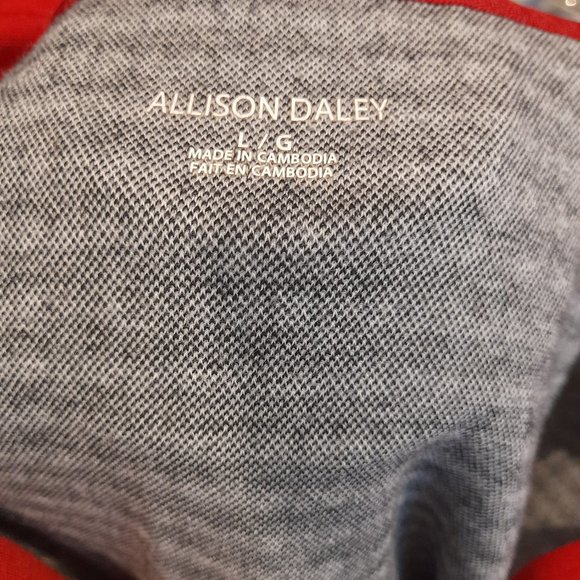 ALLISON DALEY
L / G
MADE IN CAMBODIA
FAIT EN CAMBODIA